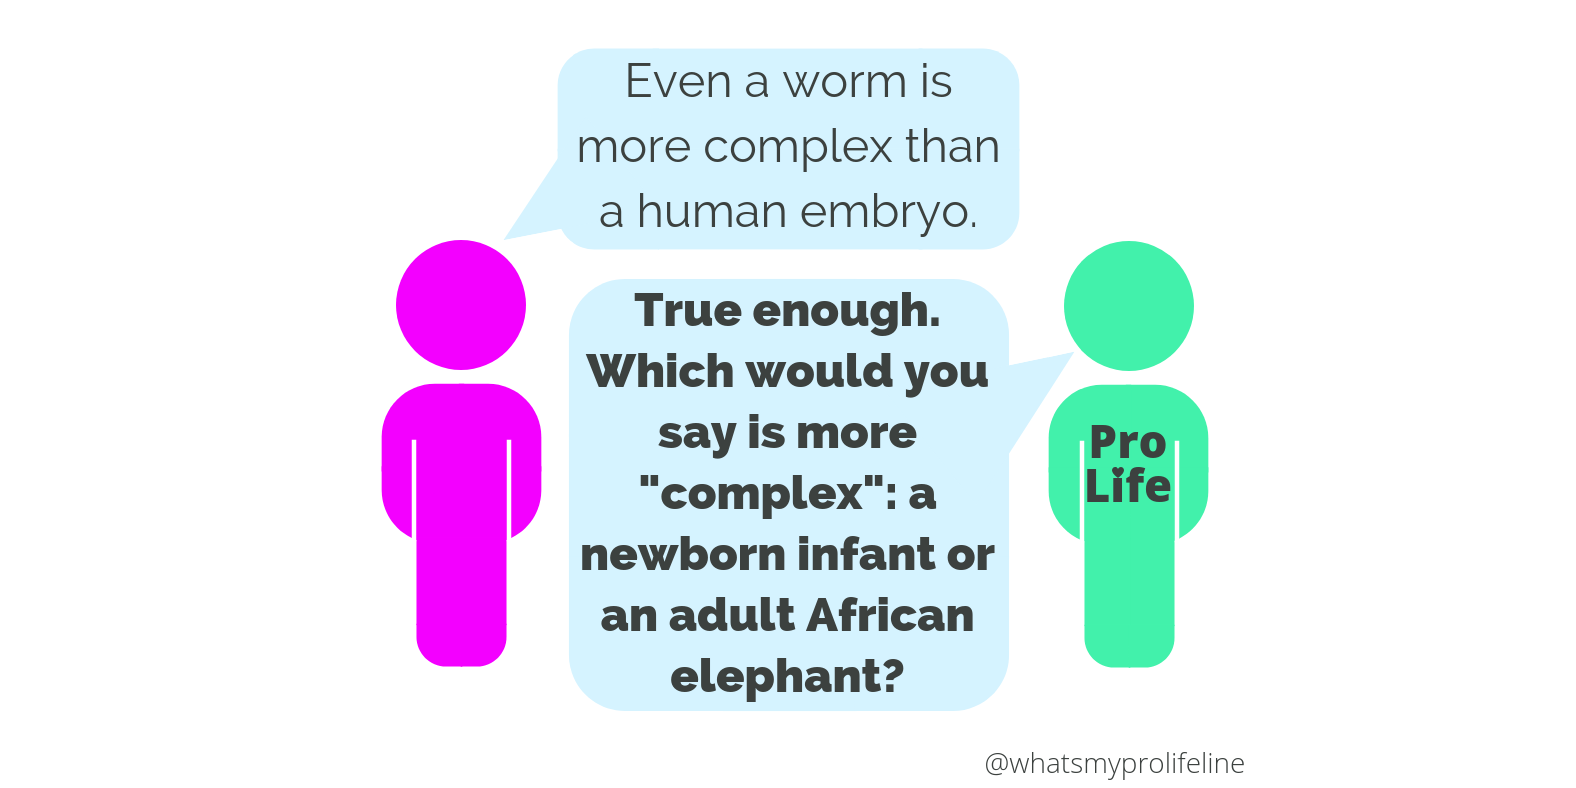 Even a worm is
more complex than
a human embryo.
True enough.
Which would you
say is more
"complex": a
newborn infant or
an adult African
elephant?
Pro
Life
@whatsmyprolifeline